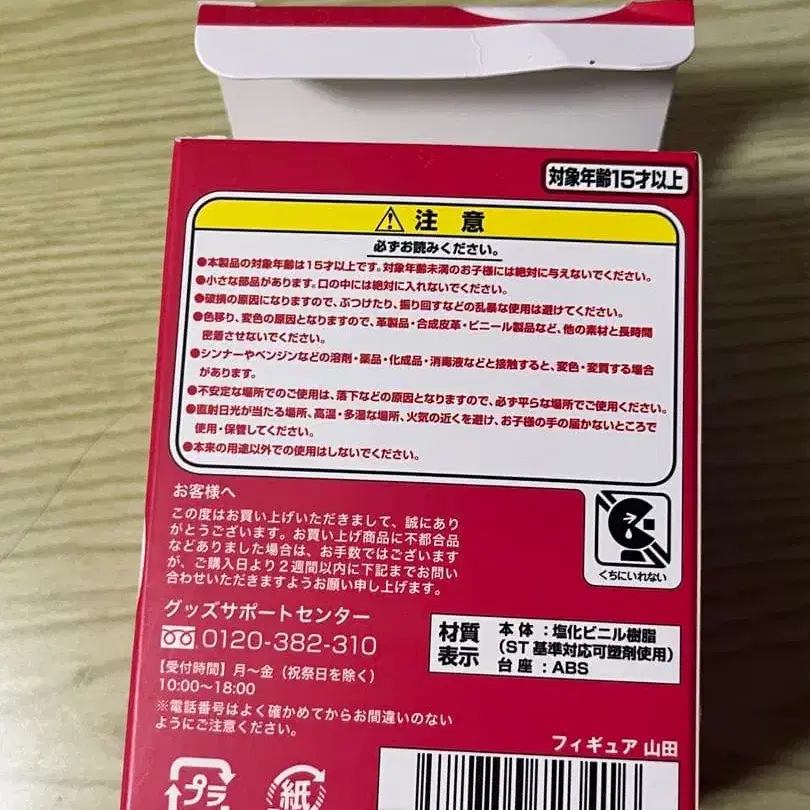 対象年齢15才以上
注意
必ずお読みください。
●本製品の対象年齢は15才以上です。対象年齢未満のお子様には絶対に与えないでください。
●小さな部品があります。口の中には絶対に入れないでください。
●破損の原因になりますので、ぶつけたり、振り回すなどの乱暴な使用は避けてください。
●色移り、変色の原因となりますので、革製品・合成皮革・ビニール製品など、他の素材と長時間
密着させないでください。
●シンナーやベンジンなどの溶剤・薬品・化成品・消毒液などと接触すると、変色・変質する場合
があります。
●不安定な場所でのご使用は、落下などの原因となりますので、必ず平らな場所でご使用ください。
●直射日光が当たる場所、高温・多湿な場所、火気の近くを避け、お子様の手の届かないところで
使用・保管してください。
●本来の用途以外での使用はしないでください。
くちにいれない
お客様へ
この度はお買い上げいただきまして、誠にあり
がとうございます。お買い上げ商品に不都合品
などありました場合は、お手数ではございます
が、ご購入日より2週間以内に下記までお問い
合わせいただきますようお願い申し上げます。
グッズサポートセンター
0120-382-310
【受付時間】月〜金（祝祭日を除く）
10:00〜18:00
※電話番号はよく確かめてからお間違いのない
ようにご注意ください。
材質
表示
本体：塩化ビニル樹脂
（ST基準対応可塑剤使用）
台座：ABS
フィギュア 山田
プラ
紙